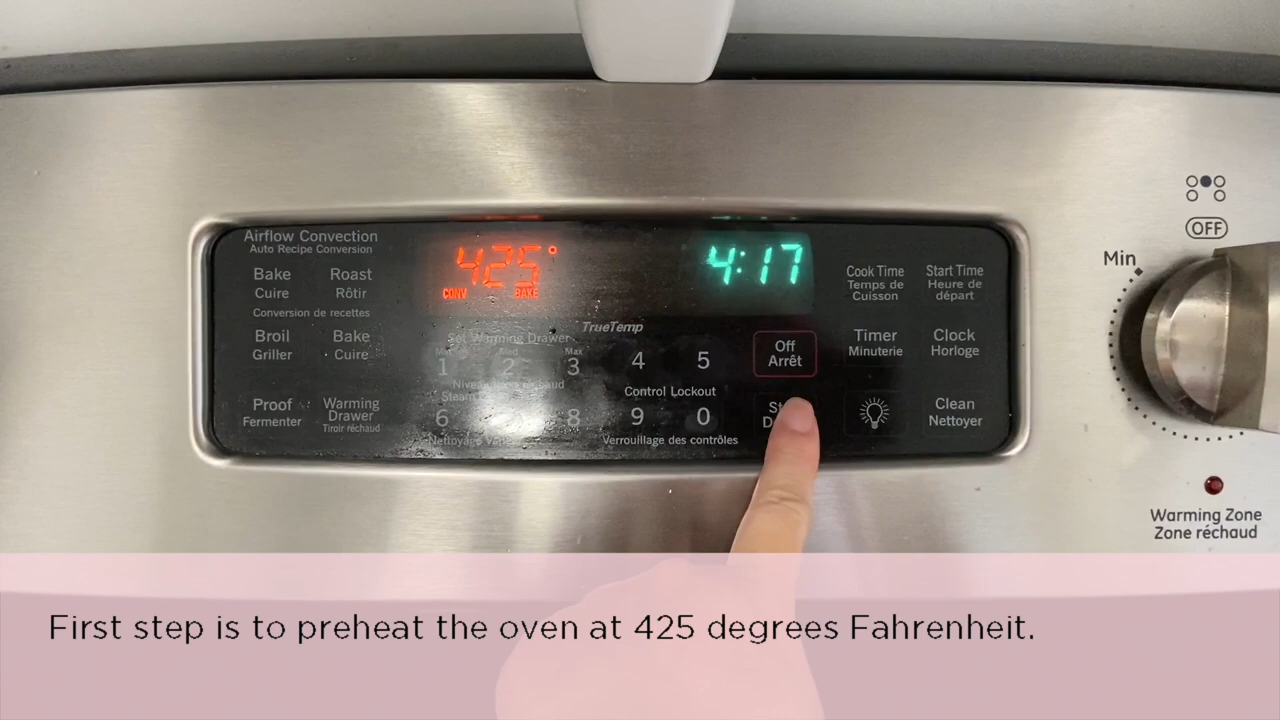 Airflow Convection
Auto Recipe Conversion
Bake
Cuire
Roast
Rôtir
Conversion de recettes
Broil
Griller
Bake
Cuire
Proof
Fermenter
Warming
Drawer
Tiroir réchaud
425°
CONV BAKE
4:17
TrueTemp
Set Warming Drawer
Med Max
1 2 3 4 5
Control Lockout
6 8 9 0
Verrouillage des contrôles
Off
Arrêt
Cook Time
Temps de
Cuisson
Start Time
Heure de
départ
Timer
Minuterie
Clock
Horloge
Clean
Nettoyer
OFF
Min
Warming Zone
Zone réchaud
First step is to preheat the oven at 425 degrees Fahrenheit.